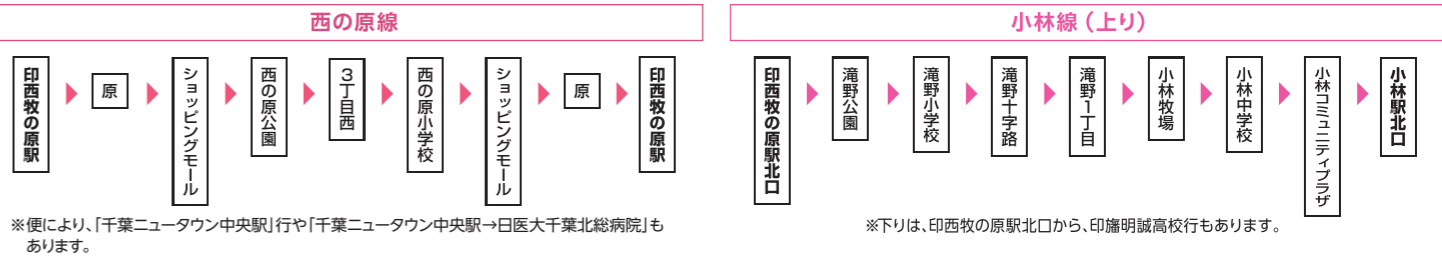 西の原線
印西牧の原駅
原
ショッピングモール
西の原公園
3丁目西
西の原小学校
ショッピングモール
原
印西牧の原駅
※便により、「千葉ニュータウン中央駅」行や「千葉ニュータウン中央駅→日医大千葉北総病院」も
あります。
小林線（上り）
印西牧の原駅北口
滝野公園
滝野小学校
滝野十字路
滝野1丁目
小林牧場
小林中学校
小林コミュニティプラザ
小林駅北口
※下りは、印西牧の原駅北口から、印旛明誠高校行もあります。